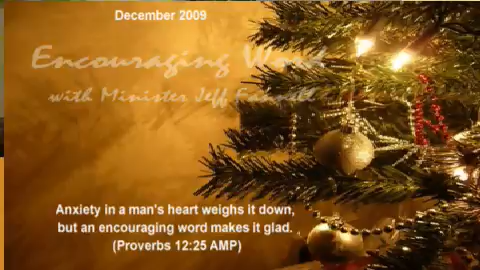 December 2009
Encouraging Word
with Minister Jeff
Anxiety in a man's heart weighs it down,
but an encouraging word makes it glad.
(Proverbs 12:25 AMP)